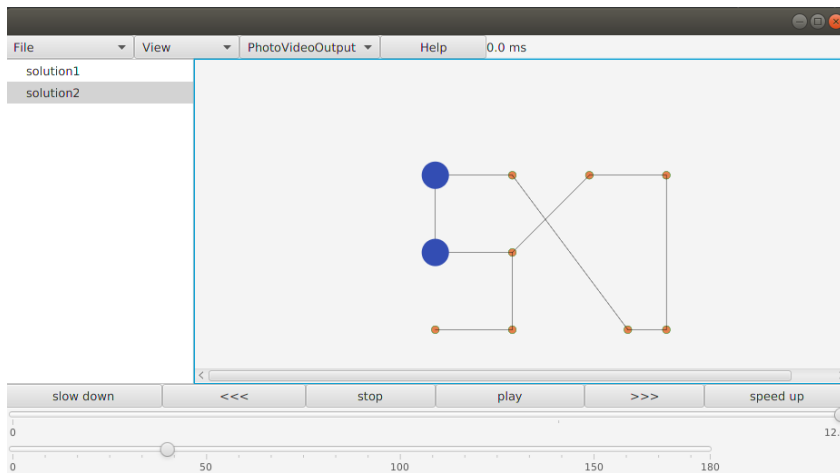 File View PhotoVideoOutput Help 0.0 ms
solution1
solution2
slow down <<< stop play >>> speed up
0 12.
0 50 100 150 180